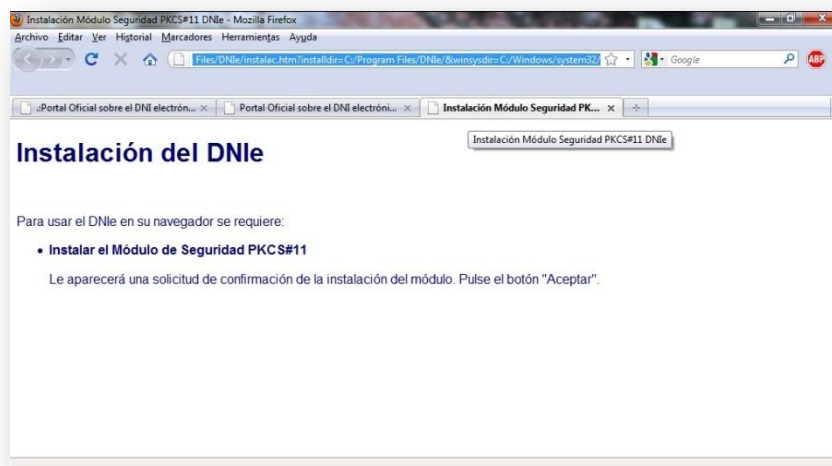 Instalación Módulo Seguridad PKCS#11 DNIe - Mozilla Firefox
Archivo Editar Ver Historial Marcadores Herramientas Ayuda
Files/DNIe/instalac.htm?installdir=C:/Program Files/DNIe/&winsysdir=C:/Windows/system32/ Google ABP
.:Portal Oficial sobre el DNI electrón... Portal Oficial sobre el DNI electróni... Instalación Módulo Seguridad PK...
Instalación Módulo Seguridad PKCS#11 DNIe
Instalación del DNIe
Para usar el DNIe en su navegador se requiere:
• Instalar el Módulo de Seguridad PKCS#11
Le aparecerá una solicitud de confirmación de la instalación del módulo. Pulse el botón "Aceptar".